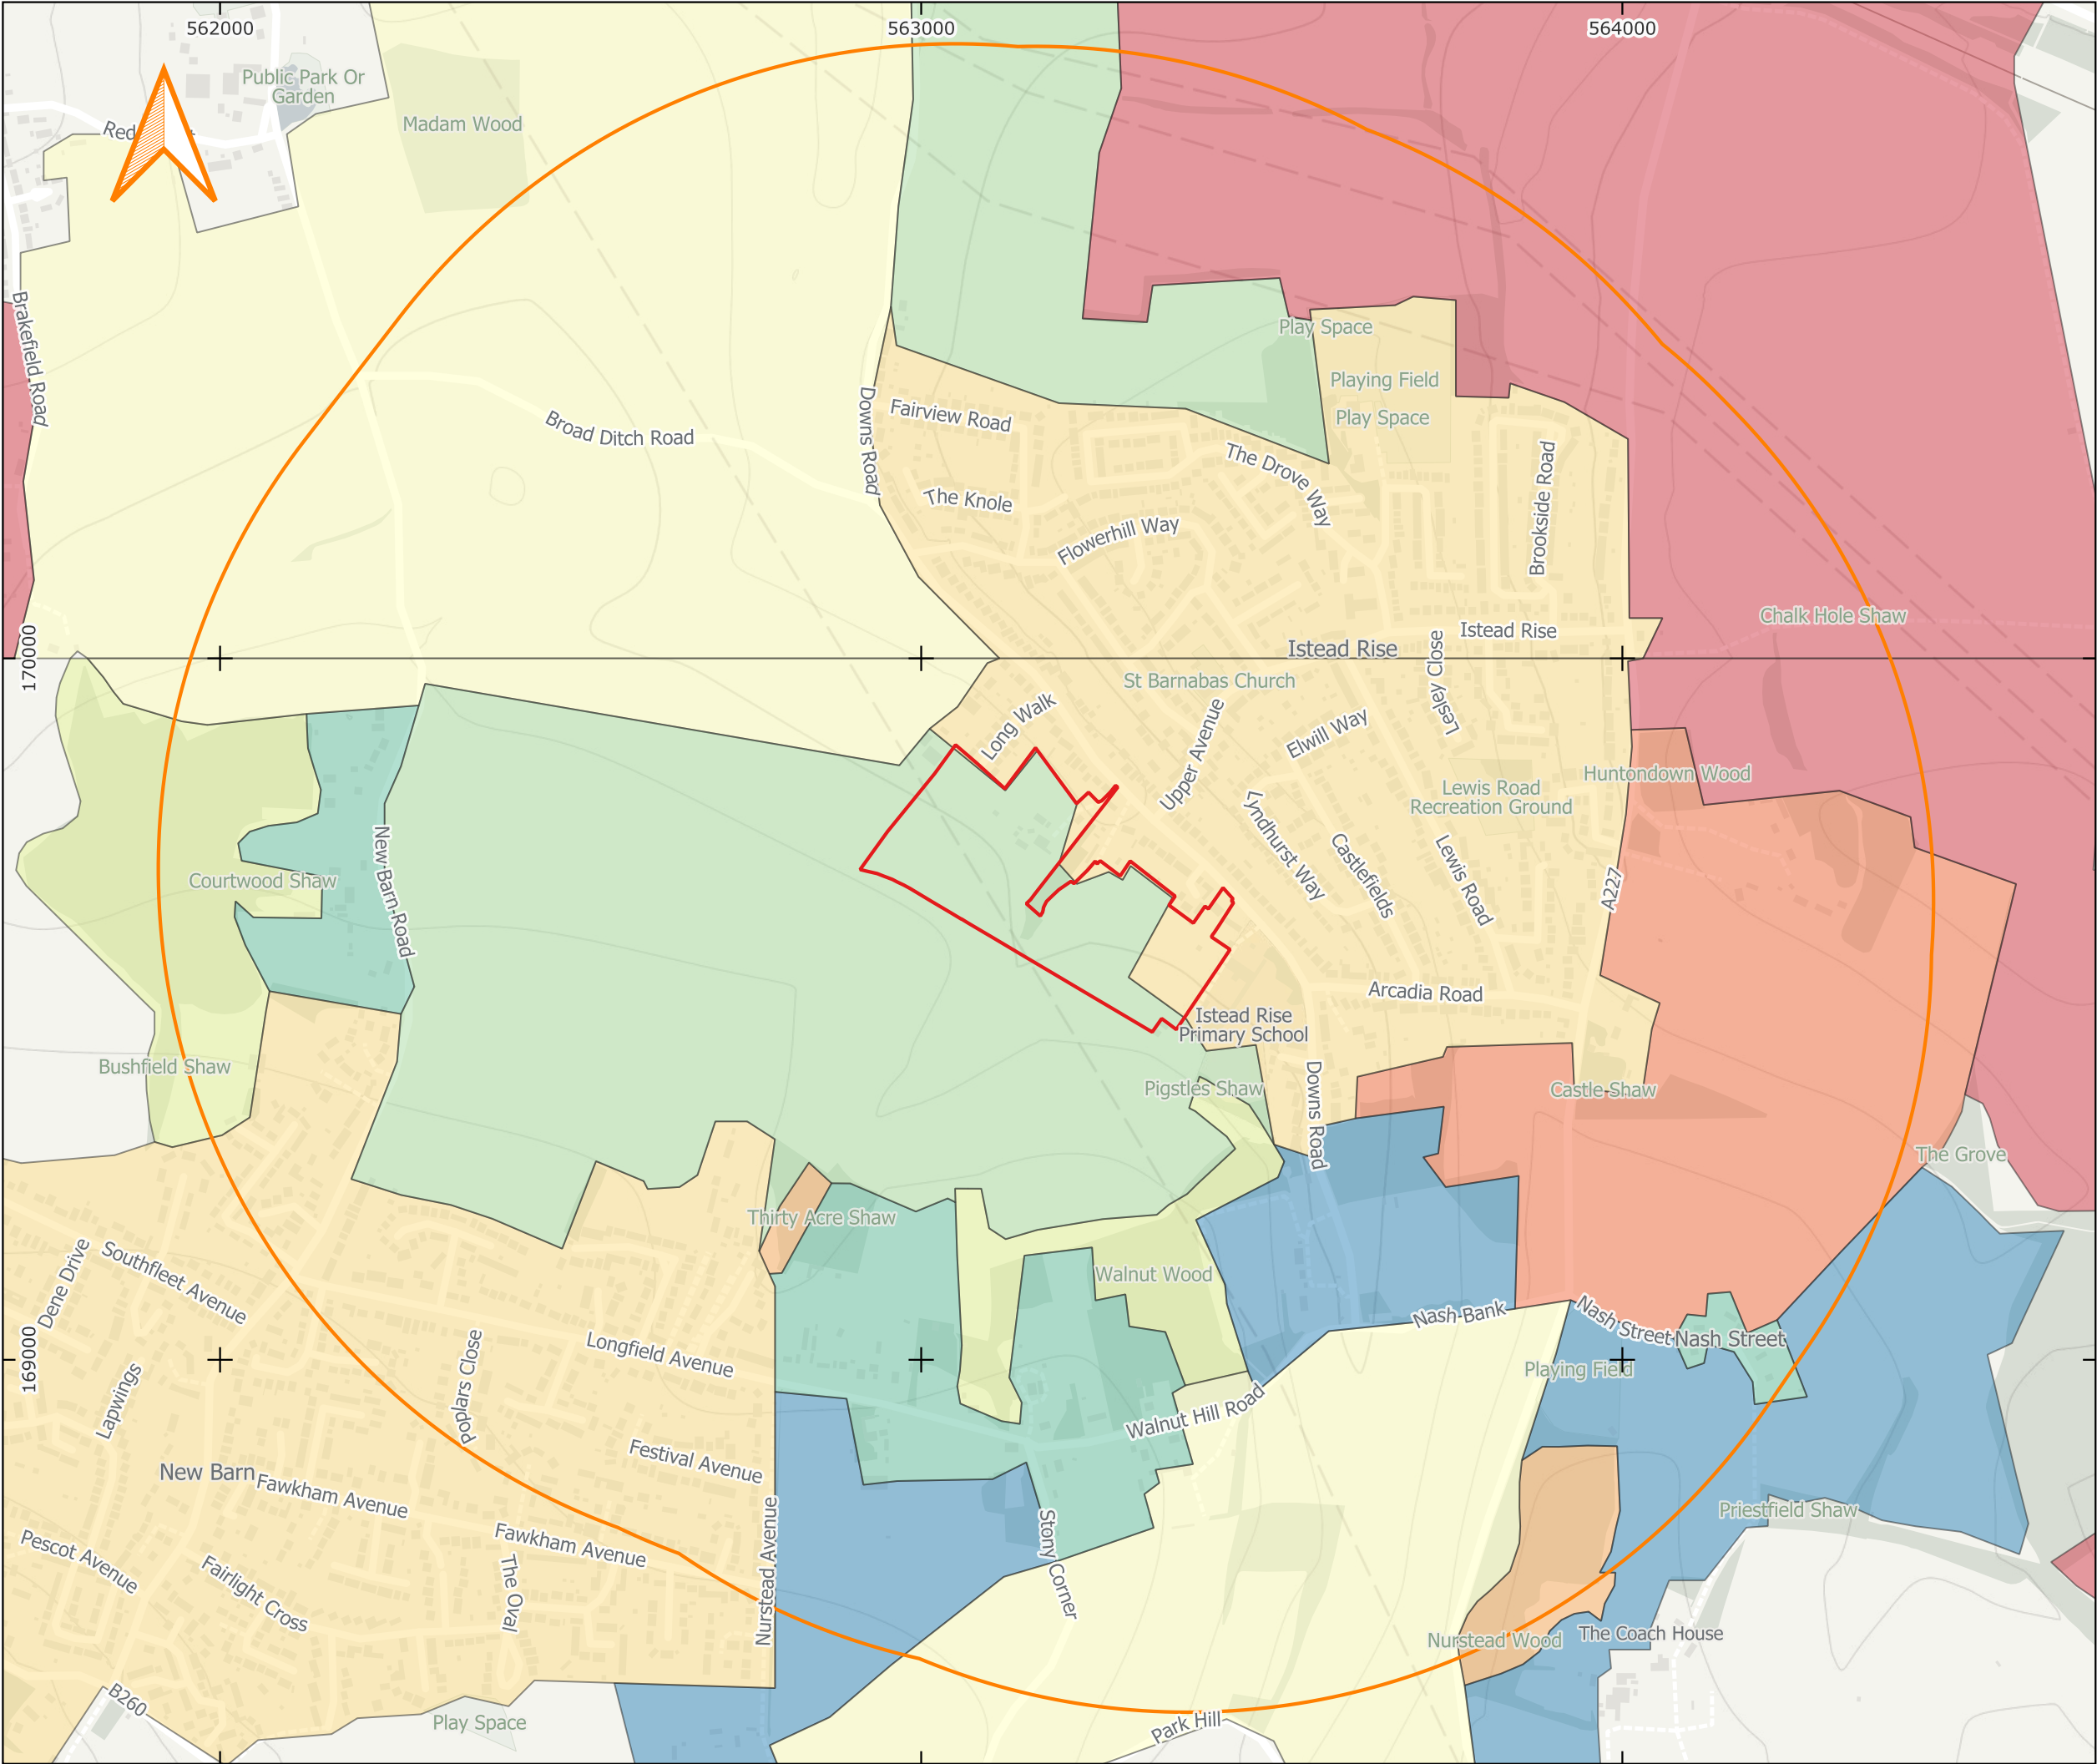 562000
563000
564000
Public Park Or
Garden
Madam Wood
Red
Brakefield Road
Broad Ditch Road
Downs Road
Fairview Road
Play Space
Playing Field
Play Space
The Drove Way
The Knole
Flowerhill Way
Brookside Road
Chalk Hole Shaw
Istead Rise
Istead Rise
170000
Lesley Close
St Barnabas Church
Long Walk
Upper Avenue
Elwill Way
Huntondown Wood
Lewis Road
Recreation Ground
New Barn Road
Courtwood Shaw
Lyndhurst Way
Castlefields
Lewis Road
A227
Arcadia Road
Istead Rise
Primary School
Bushfield Shaw
Pigstles Shaw
Downs Road
Castle Shaw
The Grove
Thirty Acre Shaw
Southfleet Avenue
Dene Drive
Walnut Wood
Nash Bank
Nash Street
Nash Street
169000
Longfield Avenue
Playing Field
Lapwings
Poplars Close
Walnut Hill Road
New Barn
Fawkham Avenue
Festival Avenue
Priestfield Shaw
Pescot Avenue
Fawkham Avenue
Fairlight Cross
The Oval
Nurstead Avenue
Stony Corner
Nurstead Wood
The Coach House
B260
Play Space
Park Hill